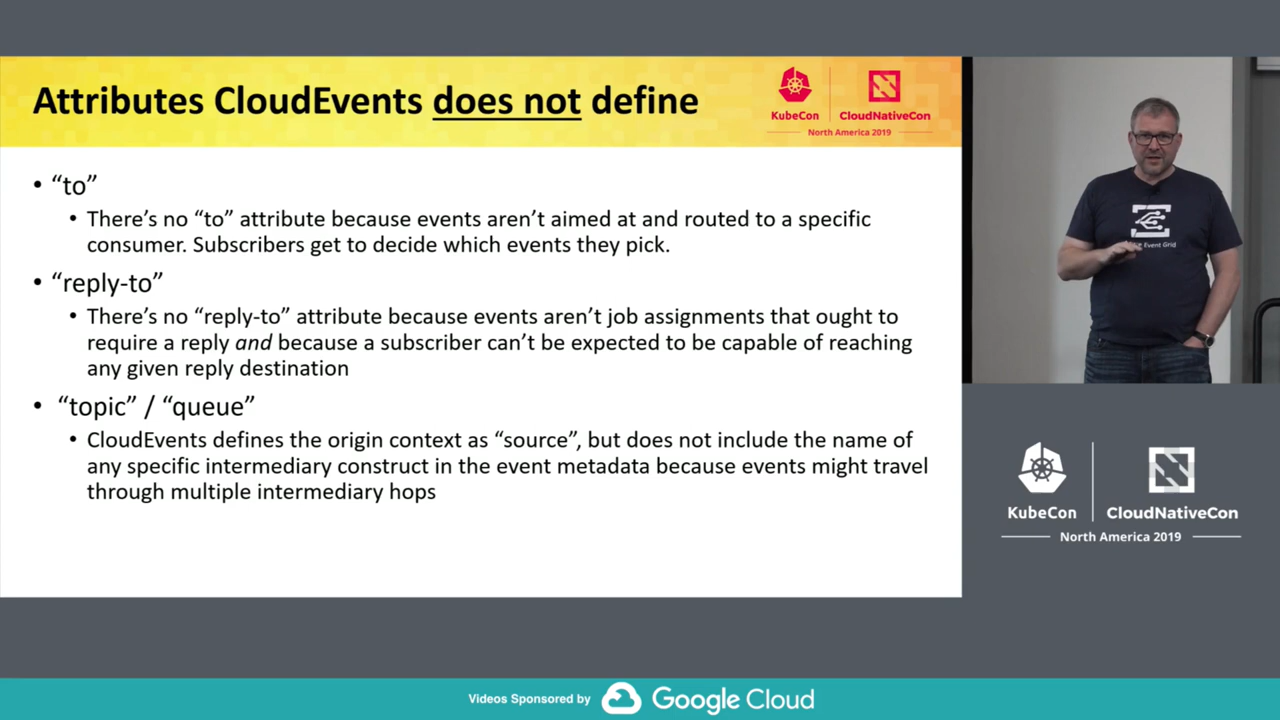 Attributes CloudEvents does not define
KubeCon
CloudNativeCon
North America 2019
• “to”
• There’s no “to” attribute because events aren’t aimed at and routed to a specific
consumer. Subscribers get to decide which events they pick.
• “reply-to”
• There’s no “reply-to” attribute because events aren’t job assignments that ought to
require a reply and because a subscriber can’t be expected to be capable of reaching
any given reply destination
• “topic” / “queue”
• CloudEvents defines the origin context as “source”, but does not include the name of
any specific intermediary construct in the event metadata because events might travel
through multiple intermediary hops
Event Grid
KubeCon
CloudNativeCon
North America 2019
Videos Sponsored by
Google Cloud